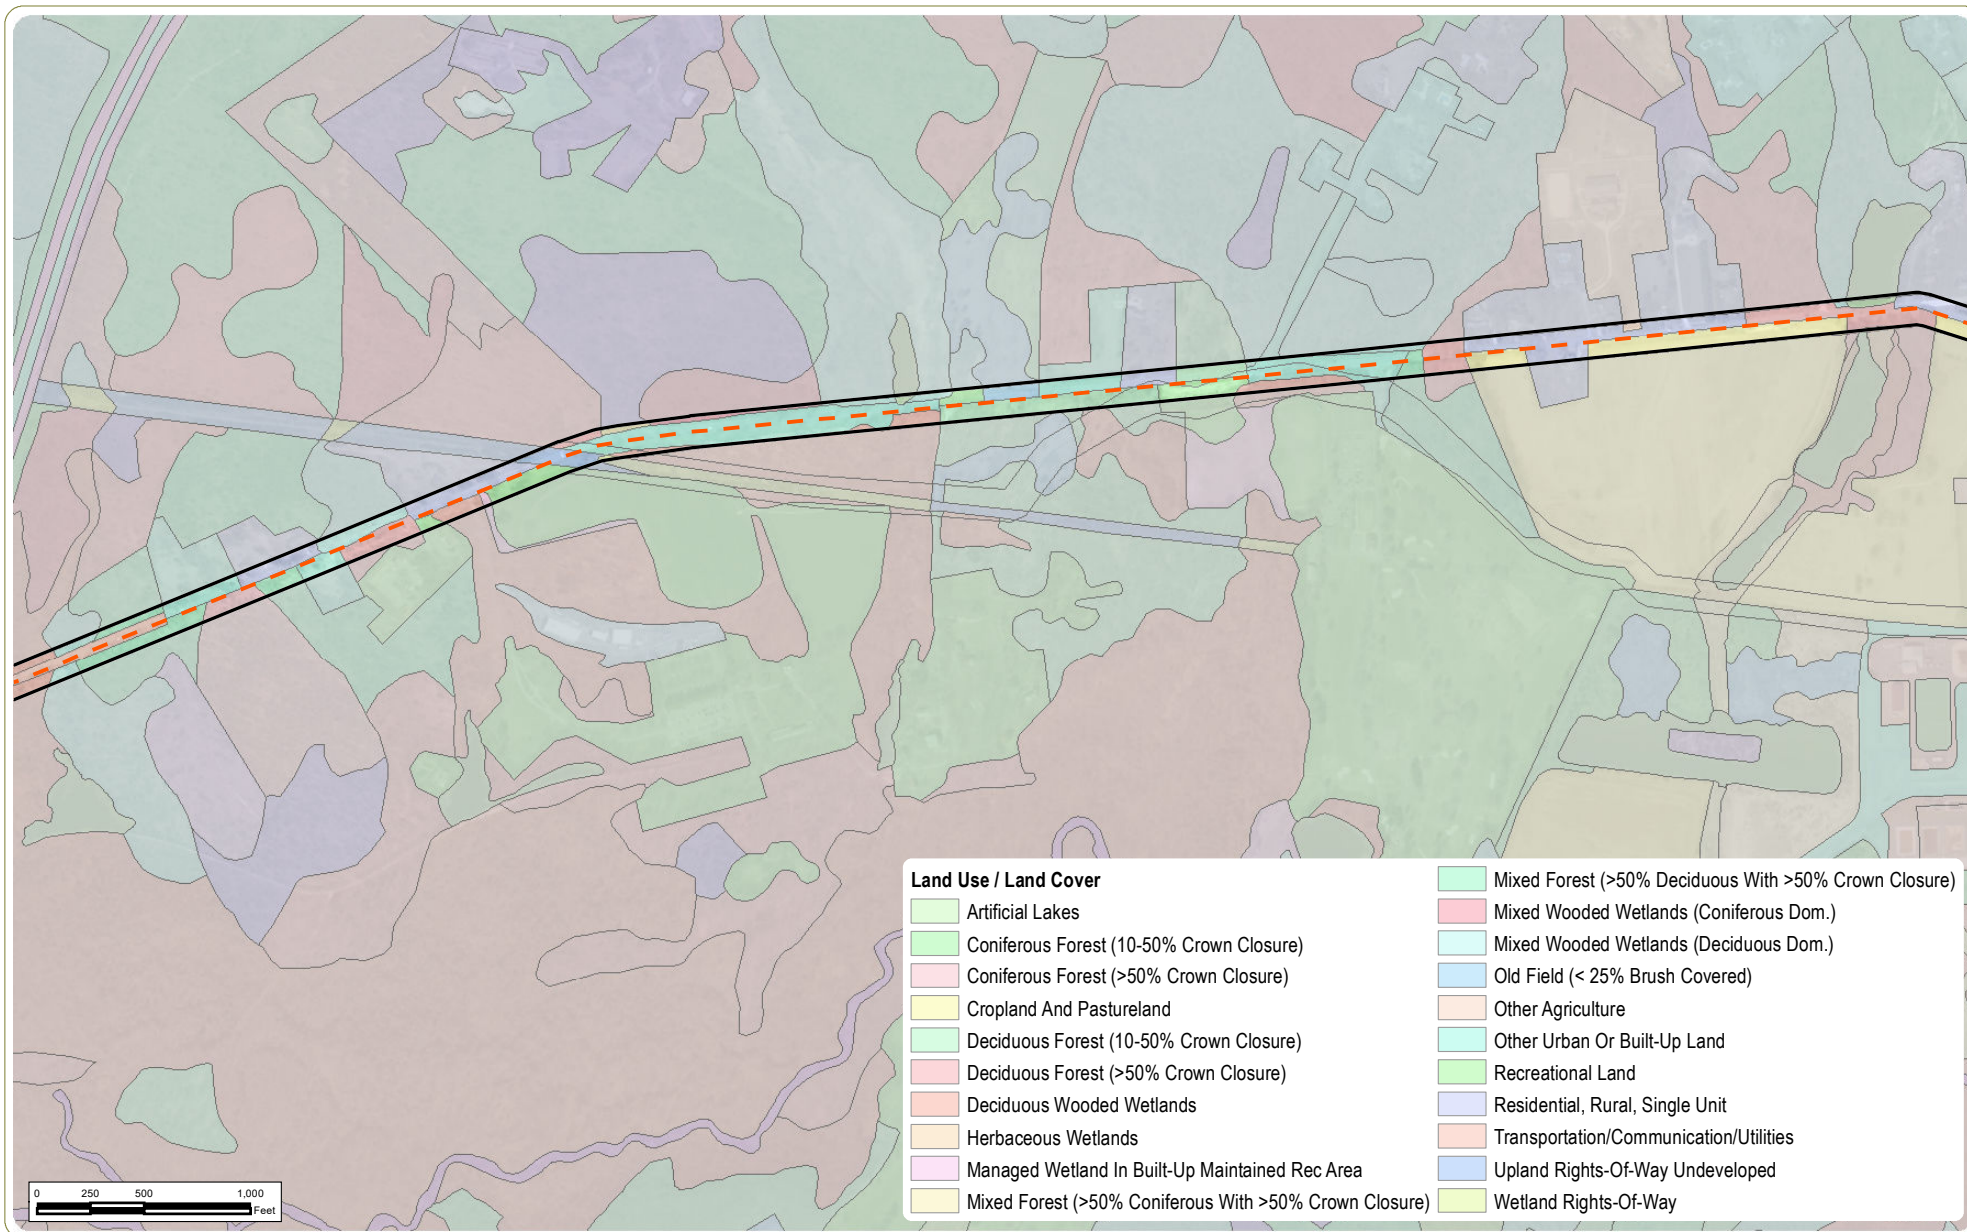 Land Use / Land Cover
Artificial Lakes
Coniferous Forest (10-50% Crown Closure)
Coniferous Forest (>50% Crown Closure)
Cropland And Pastureland
Deciduous Forest (10-50% Crown Closure)
Deciduous Forest (>50% Crown Closure)
Deciduous Wooded Wetlands
Herbaceous Wetlands
Managed Wetland In Built-Up Maintained Rec Area
Mixed Forest (>50% Coniferous With >50% Crown Closure)
Mixed Forest (>50% Deciduous With >50% Crown Closure)
Mixed Wooded Wetlands (Coniferous Dom.)
Mixed Wooded Wetlands (Deciduous Dom.)
Old Field (< 25% Brush Covered)
Other Agriculture
Other Urban Or Built-Up Land
Recreational Land
Residential, Rural, Single Unit
Transportation/Communication/Utilities
Upland Rights-Of-Way Undeveloped
Wetland Rights-Of-Way
0 250 500 1,000
Feet